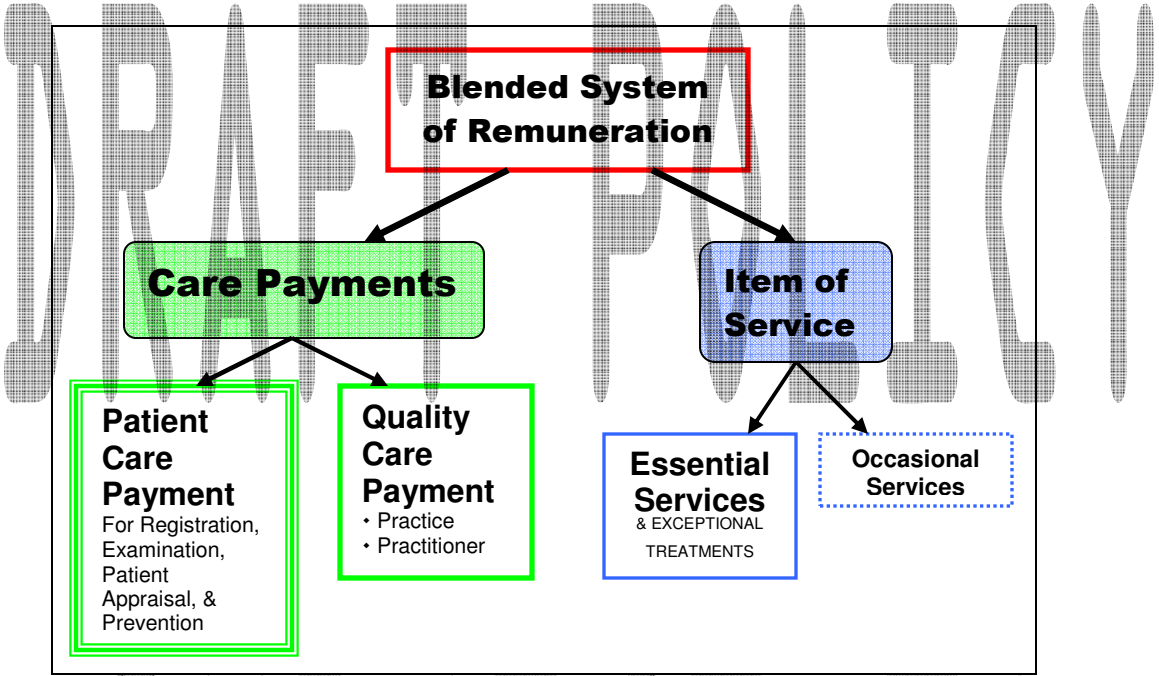 DRAFT POLICY
Blended System
of Remuneration
Care Payments
Item of
Service
Patient
Care
Payment
For Registration,
Examination,
Patient
Appraisal, &
Prevention
Quality
Care
Payment
• Practice
• Practitioner
Essential
Services
& EXCEPTIONAL
TREATMENTS
Occasional
Services